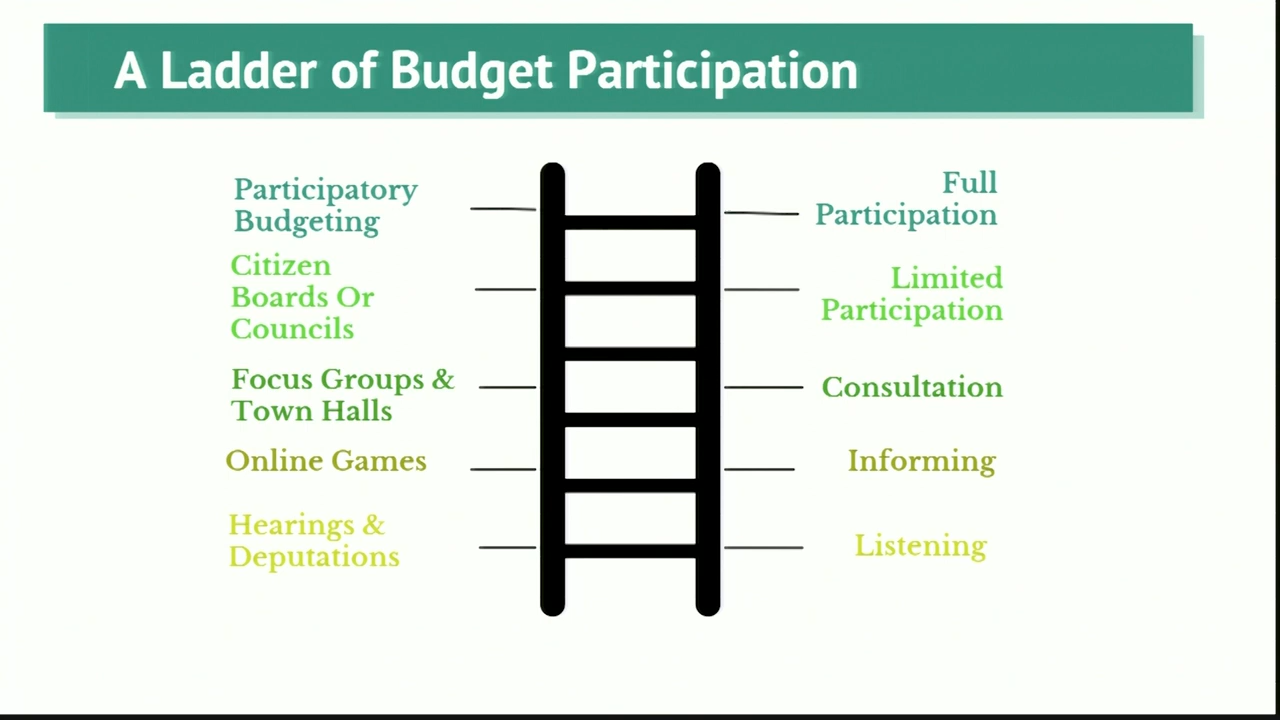 A Ladder of Budget Participation
Participatory
Budgeting
Full
Participation
Citizen
Boards Or
Councils
Limited
Participation
Focus Groups &
Town Halls
Consultation
Online Games
Informing
Hearings &
Deputations
Listening